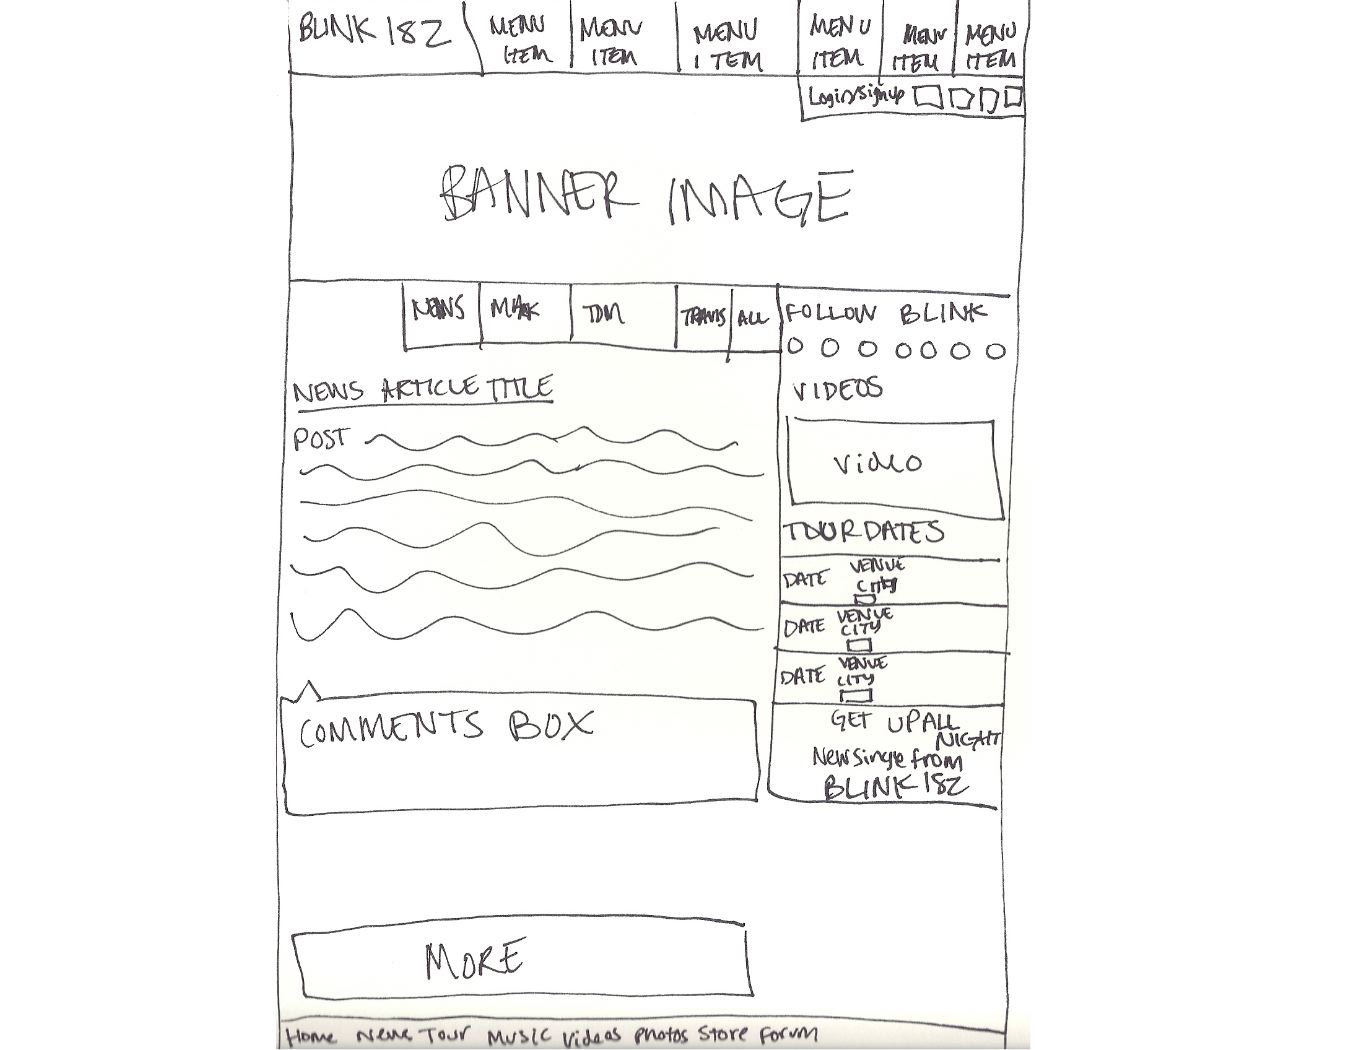 BLINK 182
MENU ITEM
MENU ITEM
MENU ITEM
MENU ITEM
MENU ITEM
MENU ITEM
Login/Signup
BANNER IMAGE
NEWS
MARK
TOM
TRAVIS
ALL
FOLLOW BLINK
NEWS ARTICLE TITLE
POST
VIDEOS
Video
TOUR DATES
DATE VENUE
CITY
DATE VENUE
CITY
DATE VENUE
CITY
COMMENTS BOX
GET UP ALL
NIGHT
New Single from
BLINK 182
MORE
Home News Tour Music Videos Photos Store Forum